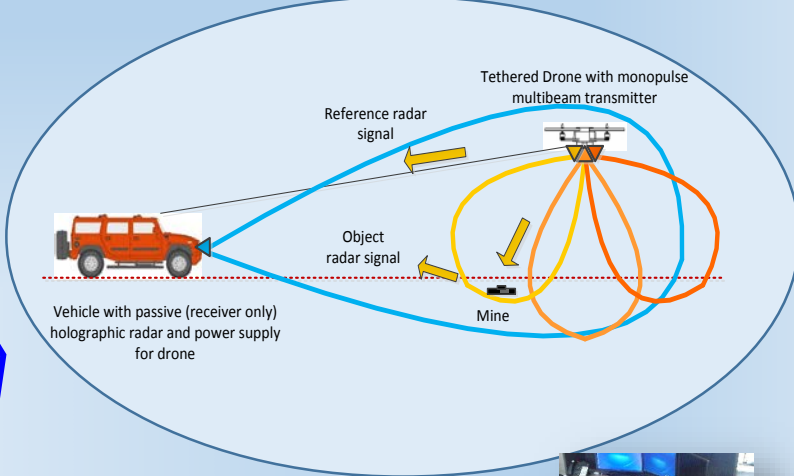 Tethered Drone with monopulse
multibeam transmitter
Reference radar
signal
Object
radar signal
Mine
Vehicle with passive (receiver only)
holographic radar and power supply
for drone